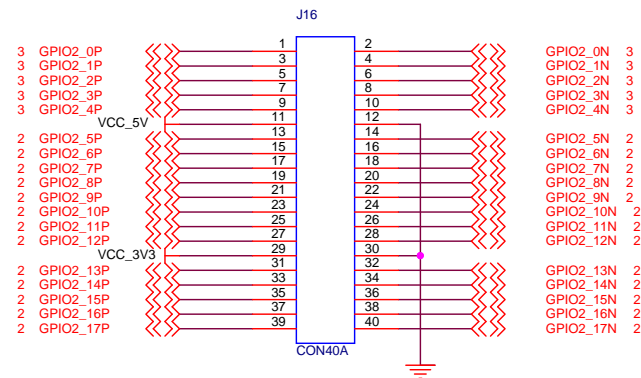 J16
3 GPIO2_0P 1 2 GPIO2_0N 3
3 GPIO2_1P 3 4 GPIO2_1N 3
3 GPIO2_2P 5 6 GPIO2_2N 3
3 GPIO2_3P 7 8 GPIO2_3N 3
3 GPIO2_4P 9 10 GPIO2_4N 3
VCC_5V 11 12
2 GPIO2_5P 13 14 GPIO2_5N 2
2 GPIO2_6P 15 16 GPIO2_6N 2
2 GPIO2_7P 17 18 GPIO2_7N 2
2 GPIO2_8P 19 20 GPIO2_8N 2
2 GPIO2_9P 21 22 GPIO2_9N 2
2 GPIO2_10P 23 24 GPIO2_10N 2
2 GPIO2_11P 25 26 GPIO2_11N 2
2 GPIO2_12P 27 28 GPIO2_12N 2
VCC_3V3 29 30
2 GPIO2_13P 31 32 GPIO2_13N 2
2 GPIO2_14P 33 34 GPIO2_14N 2
2 GPIO2_15P 35 36 GPIO2_15N 2
2 GPIO2_16P 37 38 GPIO2_16N 2
2 GPIO2_17P 39 40 GPIO2_17N 2
CON40A